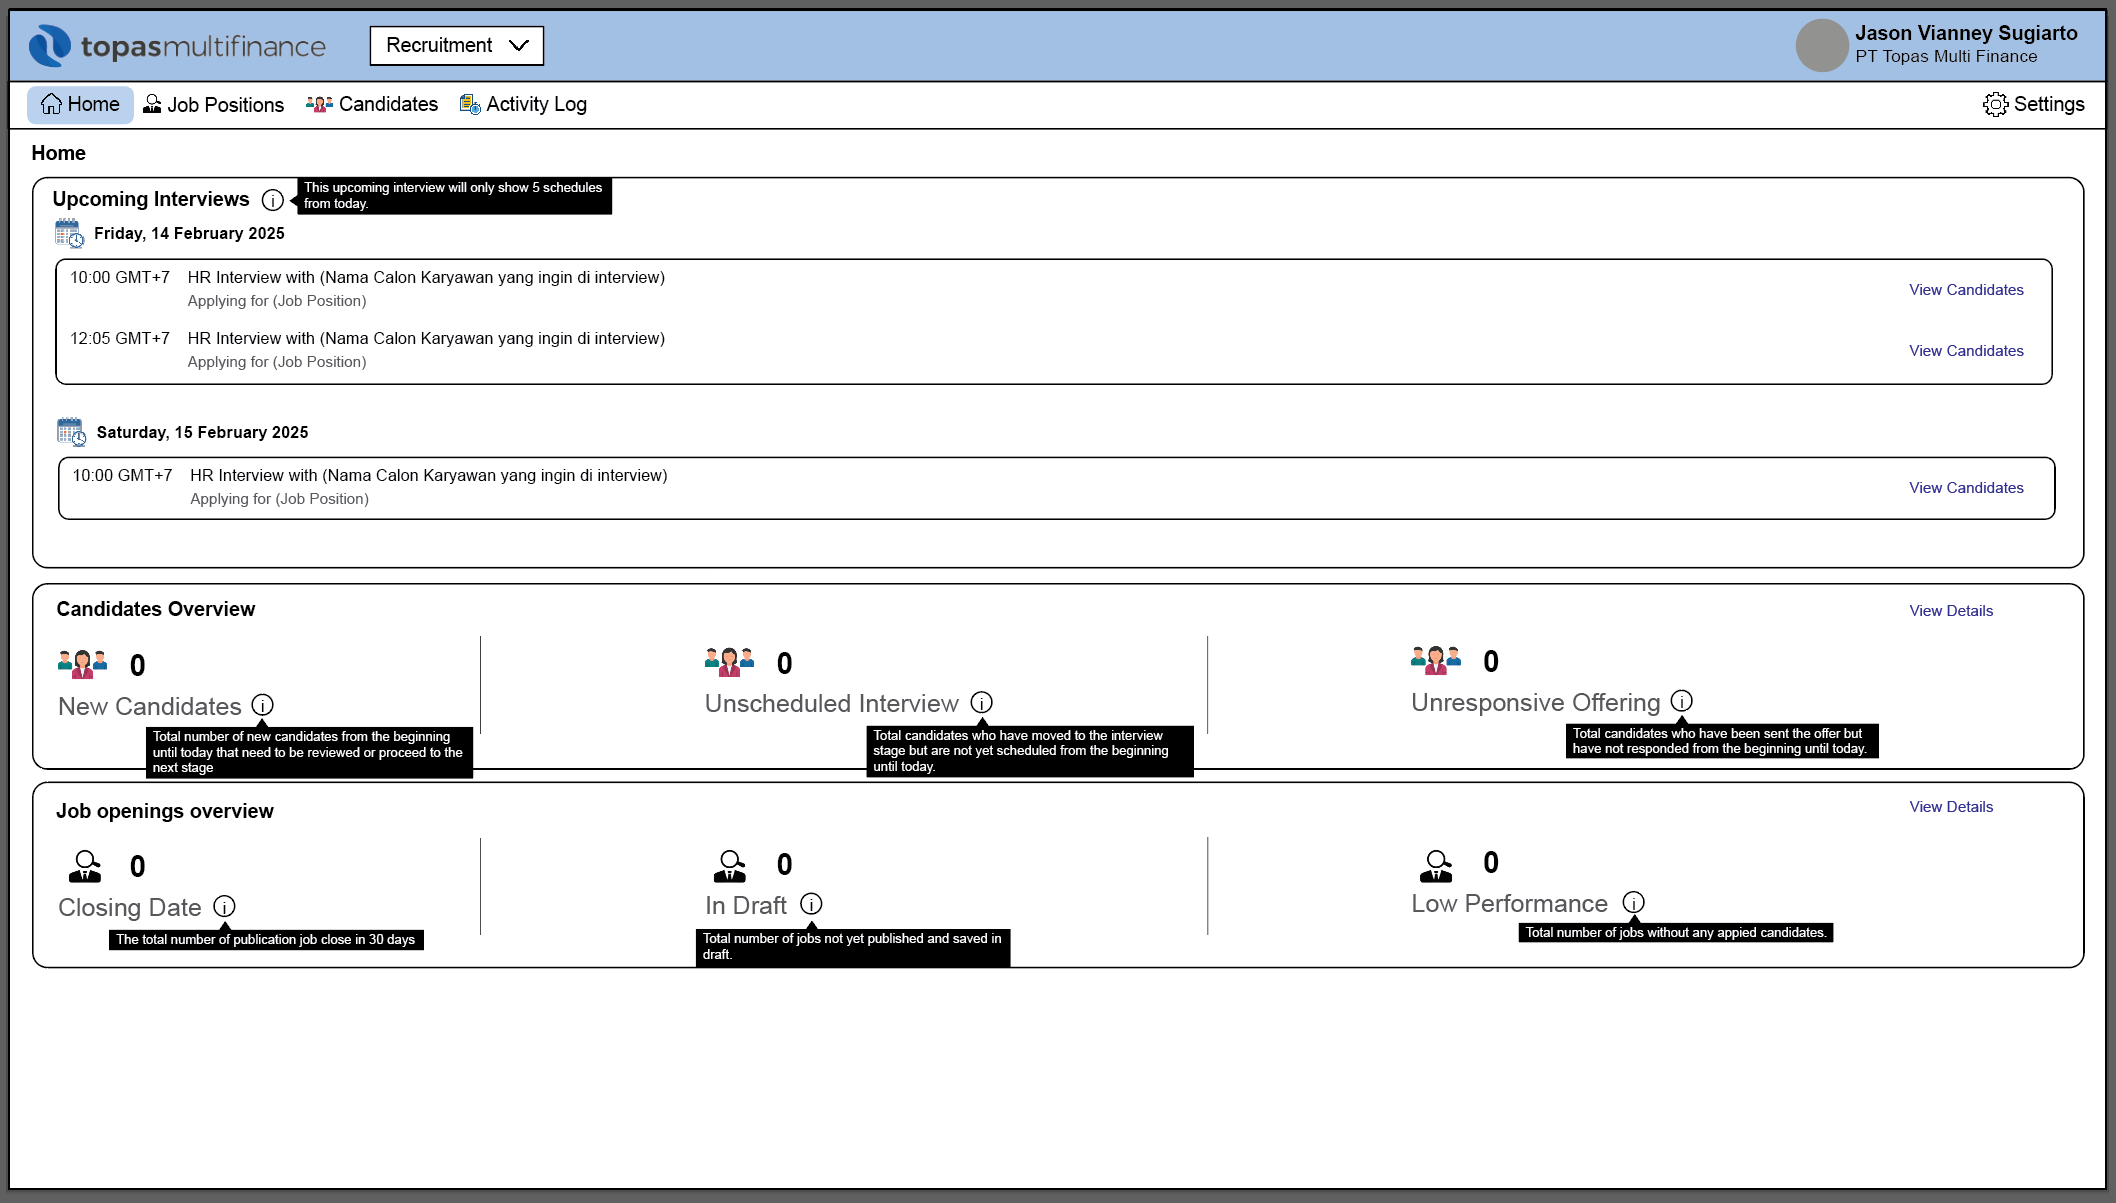 topasmultifinance
Recruitment
Jason Vianney Sugiarto
PT Topas Multi Finance
Home
Job Positions
Candidates
Activity Log
Settings
Home
Upcoming Interviews
This upcoming interview will only show 5 schedules
from today.
Friday, 14 February 2025
10:00 GMT+7 HR Interview with (Nama Calon Karyawan yang ingin di interview)
Applying for (Job Position)
View Candidates
12:05 GMT+7 HR Interview with (Nama Calon Karyawan yang ingin di interview)
Applying for (Job Position)
View Candidates
Saturday, 15 February 2025
10:00 GMT+7 HR Interview with (Nama Calon Karyawan yang ingin di interview)
Applying for (Job Position)
View Candidates
Candidates Overview
View Details
0
New Candidates
Total number of new candidates from the beginning
until today that need to be reviewed or proceed to the
next stage
0
Unscheduled Interview
Total candidates who have moved to the interview
stage but are not yet scheduled from the beginning
until today.
0
Unresponsive Offering
Total candidates who have been sent the offer but
have not responded from the beginning until today.
Job openings overview
View Details
0
Closing Date
The total number of publication job close in 30 days
0
In Draft
Total number of jobs not yet published and saved in
draft.
0
Low Performance
Total number of jobs without any appied candidates.